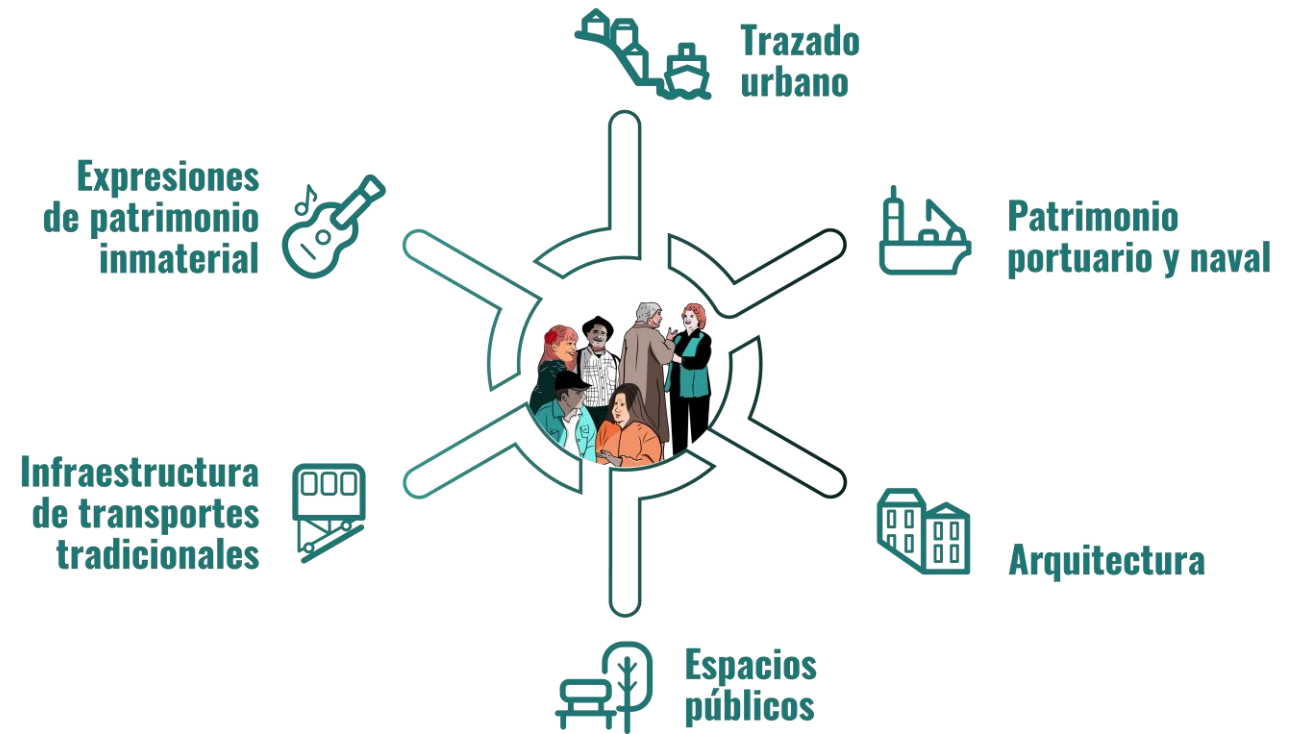 Trazado
urbano
Patrimonio
portuario y naval
Arquitectura
Espacios
públicos
Infraestructura
de transportes
tradicionales
Expresiones
de patrimonio
inmaterial